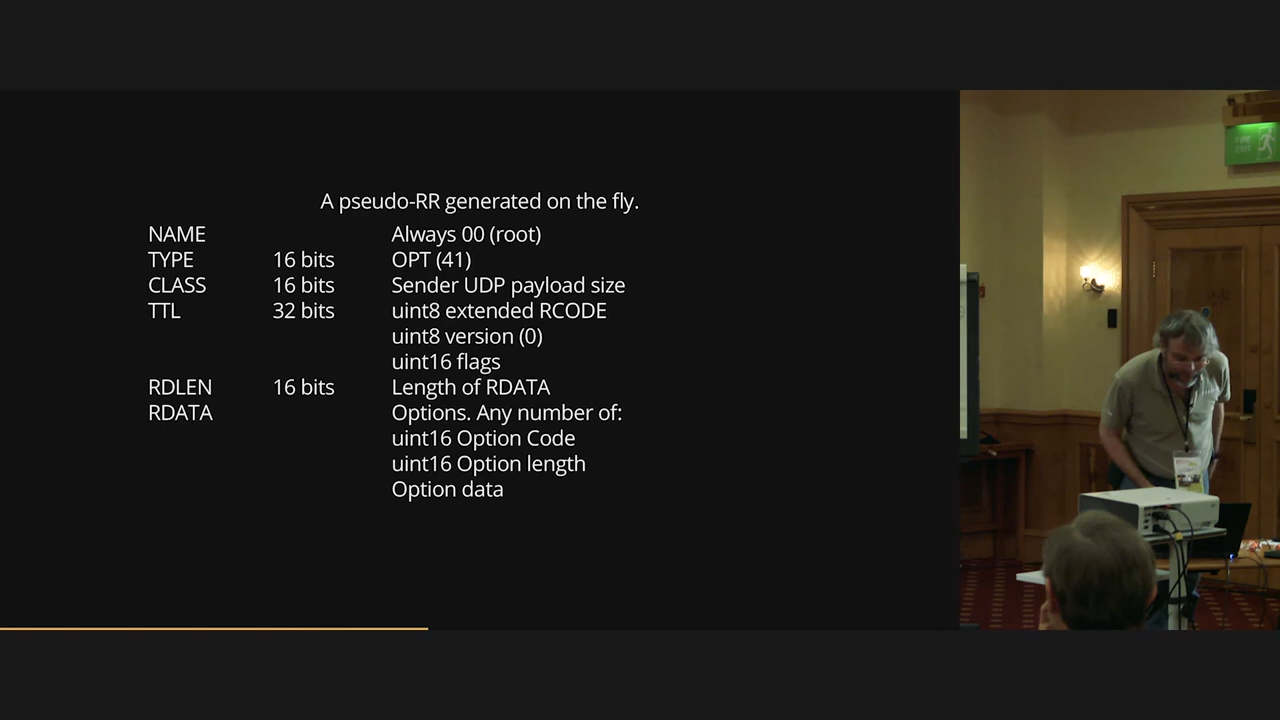 A pseudo-RR generated on the fly.
NAME Always 00 (root)
TYPE 16 bits OPT (41)
CLASS 16 bits Sender UDP payload size
TTL 32 bits uint8 extended RCODE
uint8 version (0)
uint16 flags
RDLEN 16 bits Length of RDATA
RDATA Options. Any number of:
uint16 Option Code
uint16 Option length
Option data
FIRE
EXIT